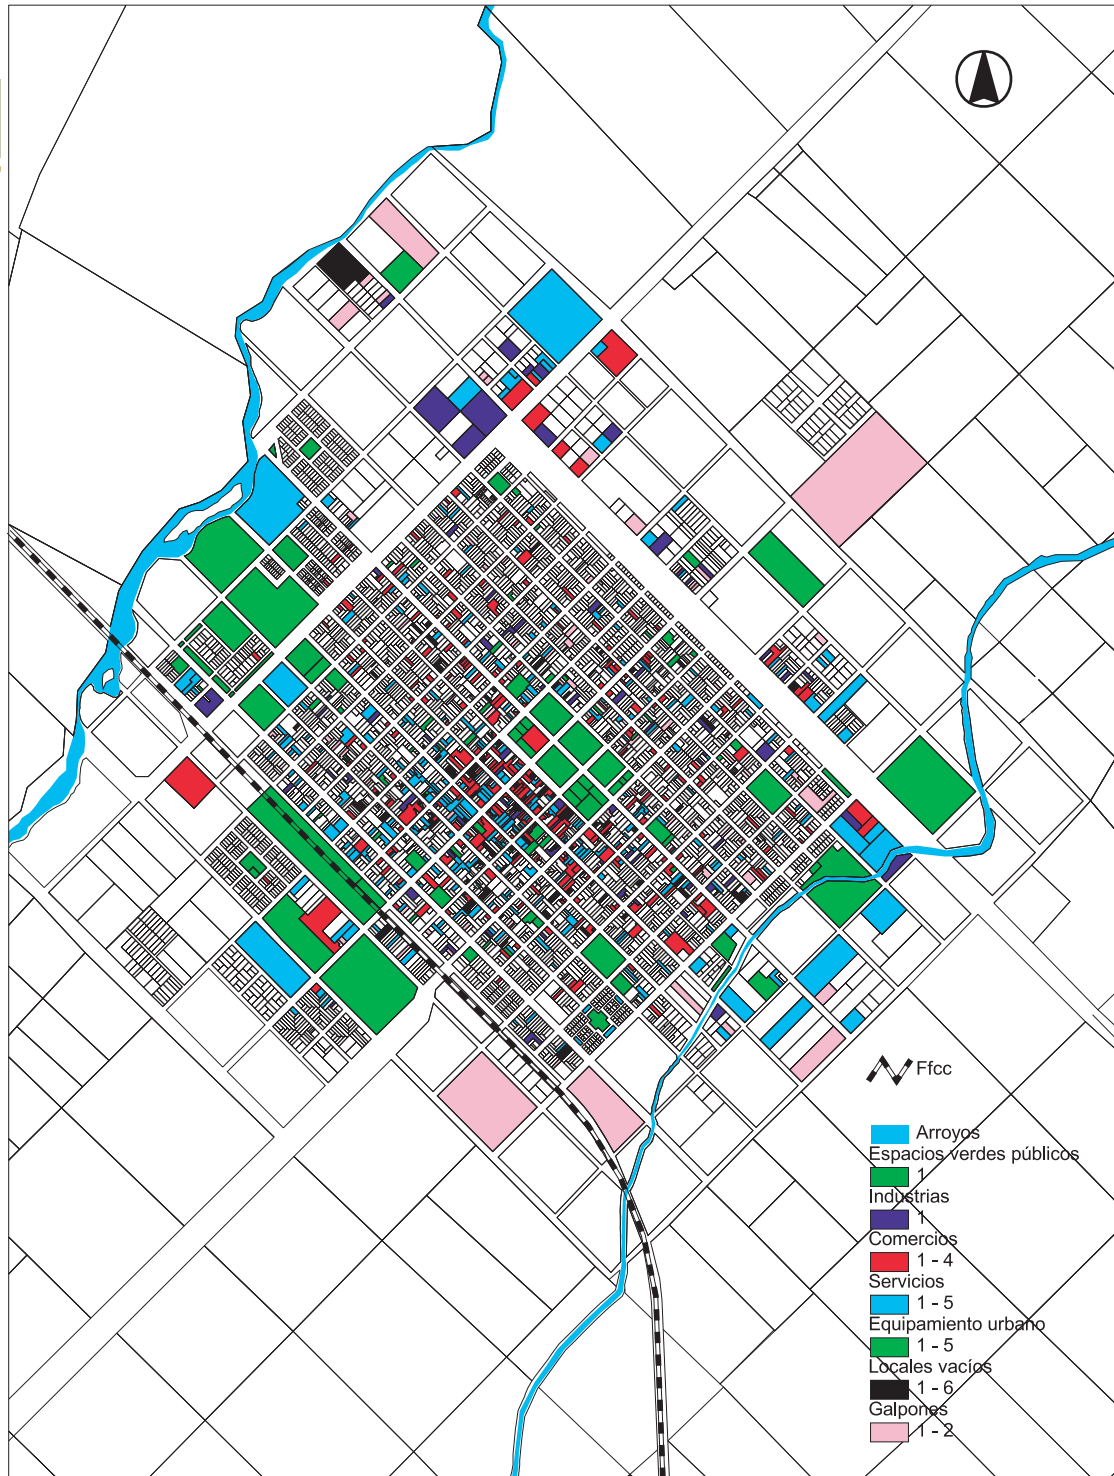 Ffcc
Arroyos
Espacios verdes públicos
1
Industrias
1
Comercios
1 - 4
Servicios
1 - 5
Equipamiento urbano
1 - 5
Locales vacíos
1 - 6
Galpones
1 - 2